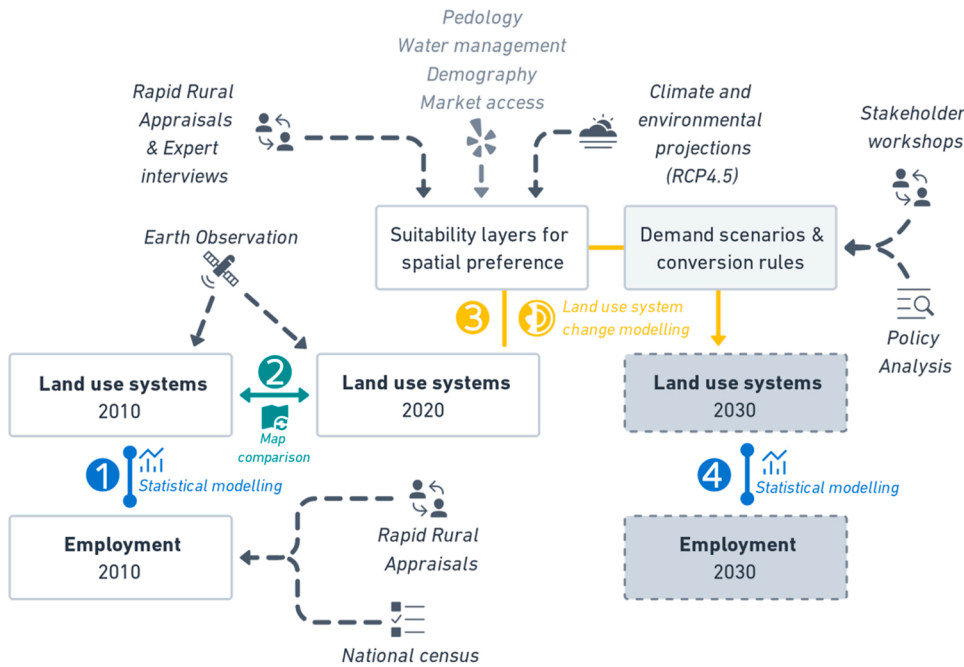 Pedology
Water management
Demography
Market access
Rapid Rural
Appraisals
& Expert
interviews
Climate and
environmental
projections
(RCP4.5)
Stakeholder
workshops
Earth Observation
Suitability layers for
spatial preference
Demand scenarios &
conversion rules
3
Land use system
change modelling
Policy
Analysis
Land use systems
2010
2
Map
comparison
Land use systems
2020
Land use systems
2030
1
Statistical modelling
4
Statistical modelling
Employment
2010
Rapid Rural
Appraisals
National census
Employment
2030